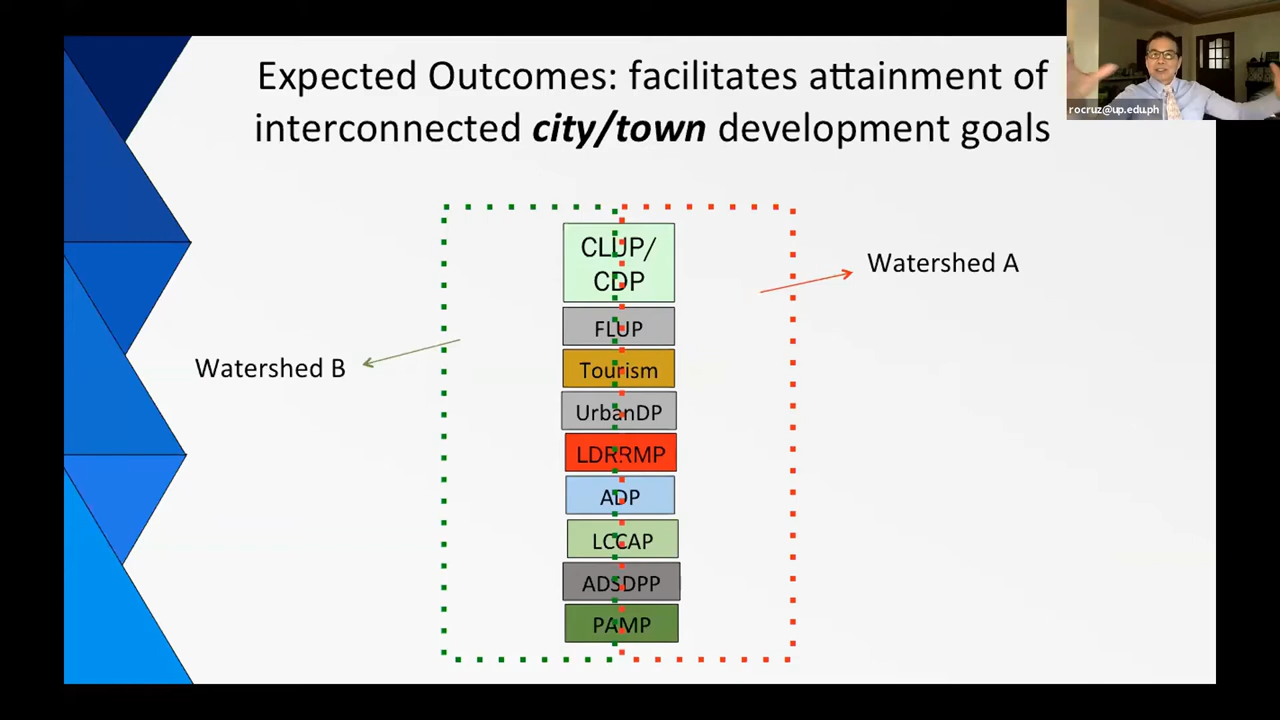 Expected Outcomes: facilitates attainment of
interconnected city/town development goals
rocruz@up.edu.ph
CLUP/
CDP
Watershed A
FLUP
Watershed B
Tourism
UrbanDP
LDRRMP
ADP
LCCAP
ADSDPP
PAMP